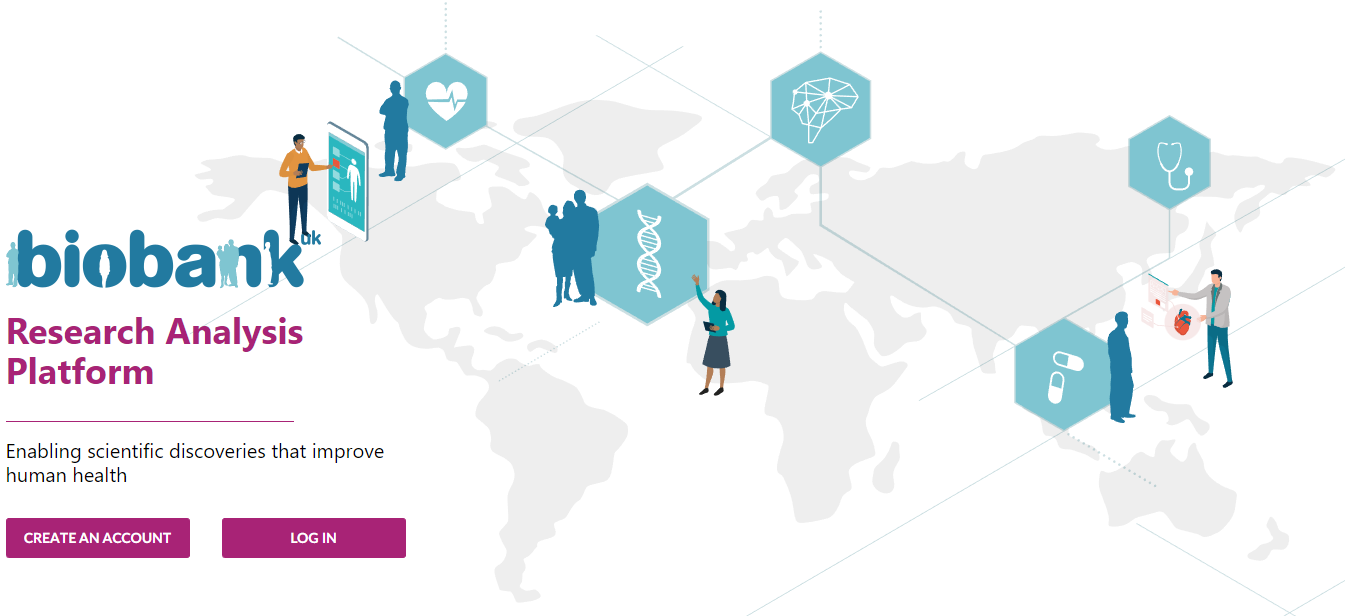 biobank uk
Research Analysis
Platform
Enabling scientific discoveries that improve
human health
CREATE AN ACCOUNT
LOG IN